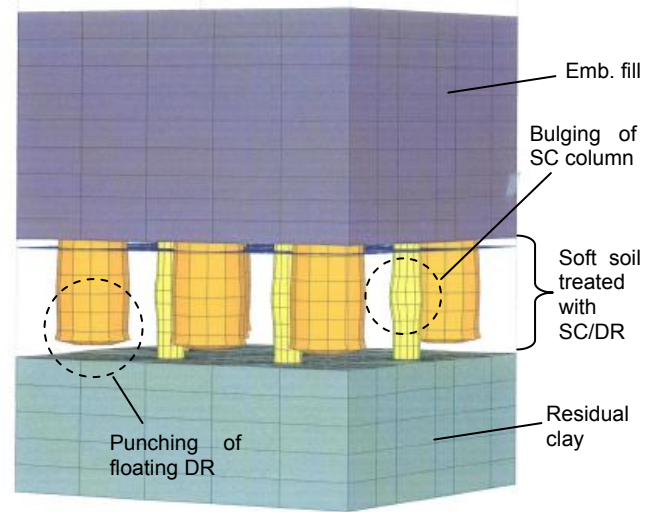 Emb. fill
Bulging of
SC column
Soft soil
treated
with
SC/DR
Residual
clay
Punching of
floating DR